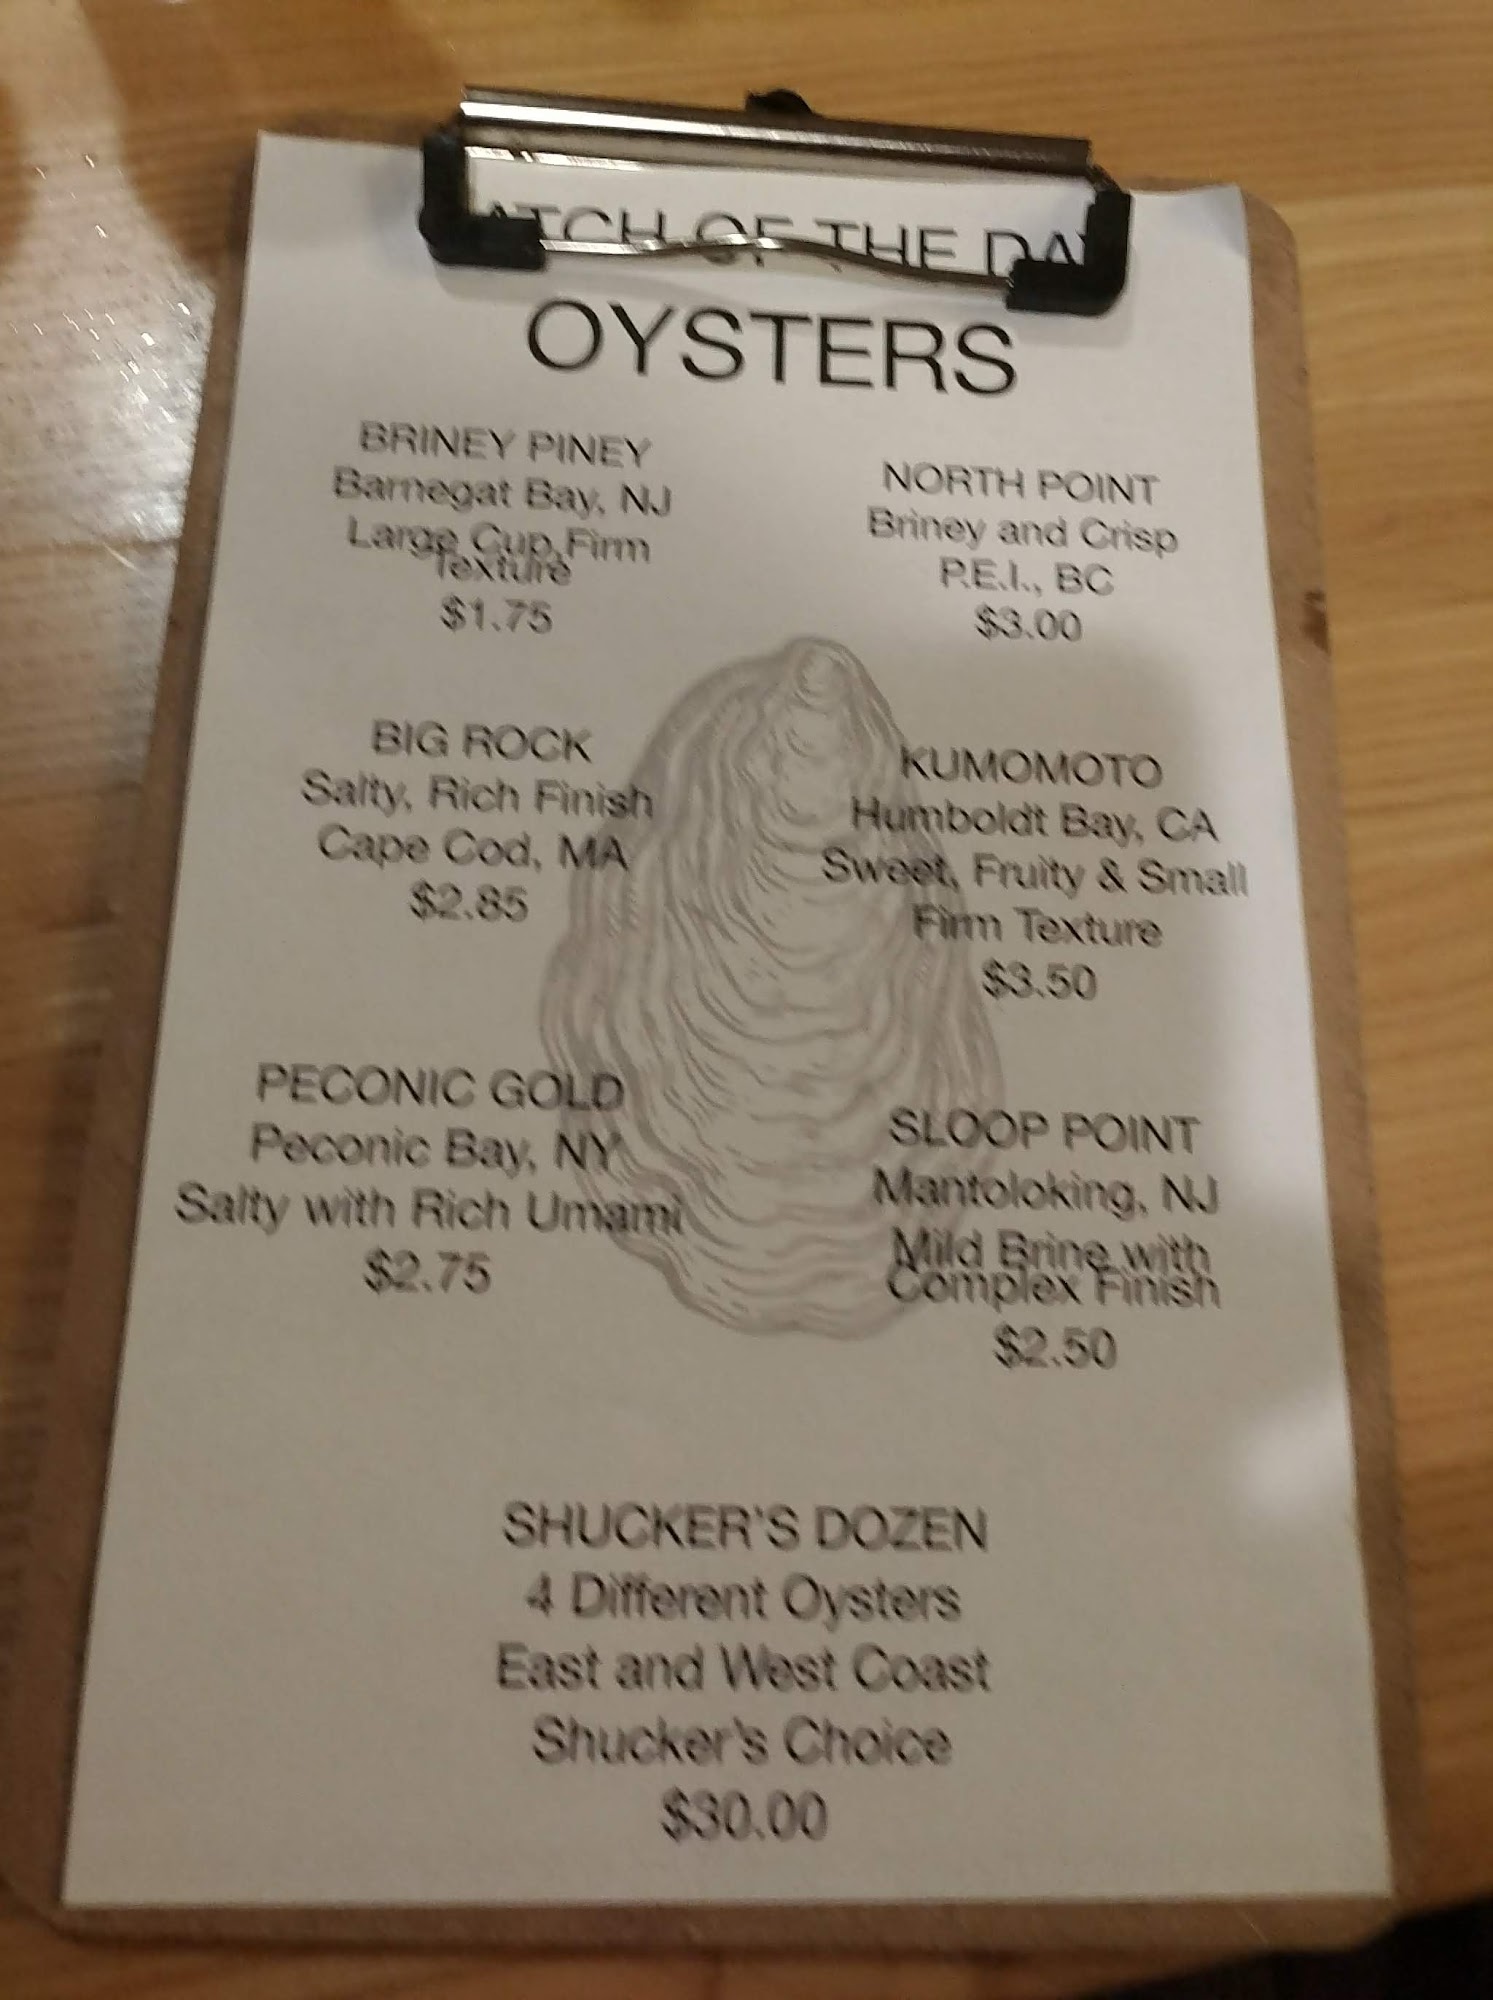 ATCH OF THE DAY
OYSTERS
BRINEY PINEY
Barnegat Bay, NJ
Large Cup,Firm
Texture
$1.75
NORTH POINT
Briney and Crisp
P.E.I., BC
$3.00
BIG ROCK
Salty, Rich Finish
Cape Cod, MA
$2.85
KUMOMOTO
Humboldt Bay, CA
Sweet, Fruity & Small
Firm Texture
$3.50
PECONIC GOLD
Peconic Bay, NY
Salty with Rich Umami
$2.75
SLOOP POINT
Mantoloking, NJ
Mild Brine with
Complex Finish
$2.50
SHUCKER'S DOZEN
4 Different Oysters
East and West Coast
Shucker's Choice
$30.00